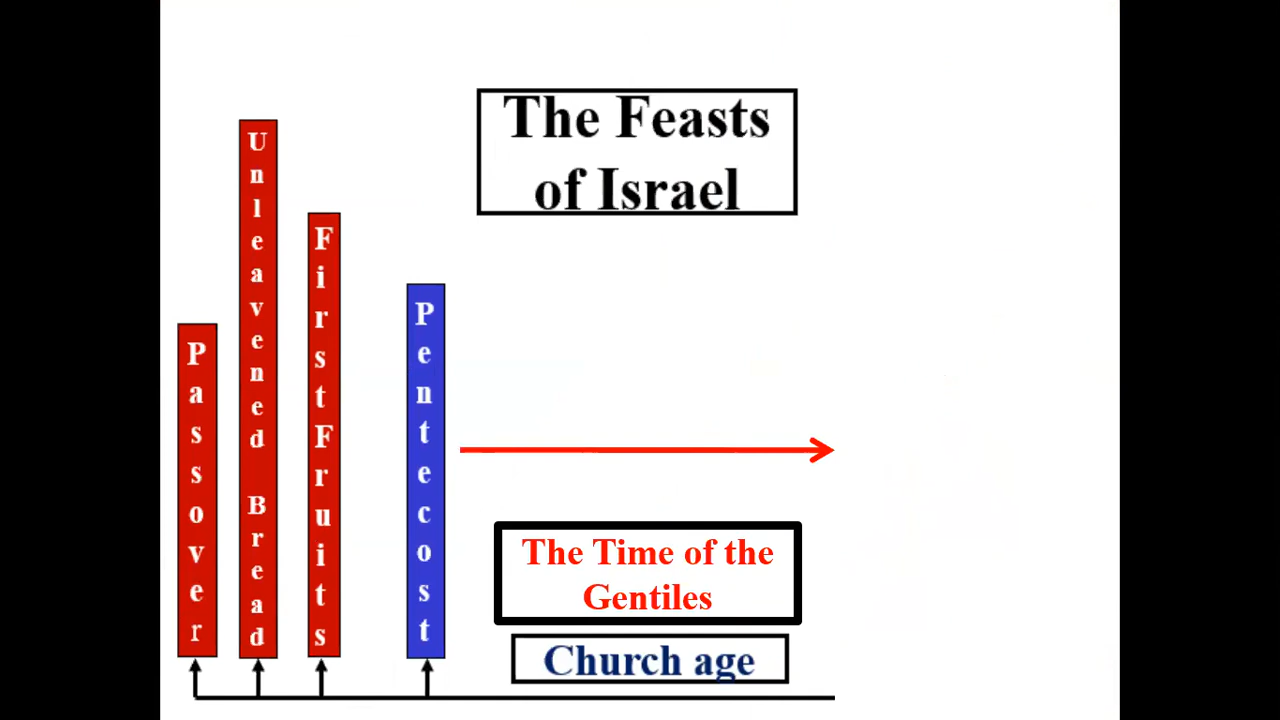 The Feasts
of Israel
Passover
Unleavened Bread
FirstFruits
Pentecost
The Time of the
Gentiles
Church age